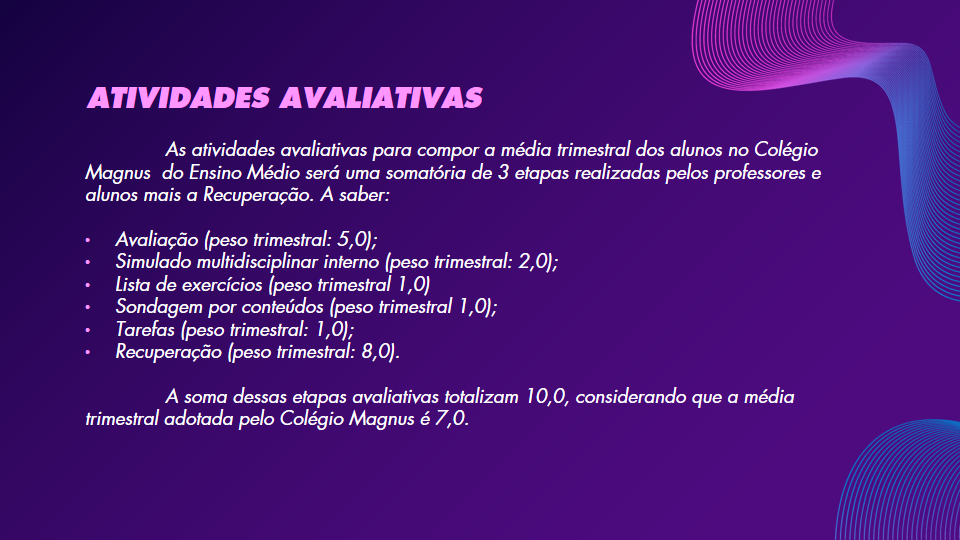 ATIVIDADES AVALIATIVAS
As atividades avaliativas para compor a média trimestral dos alunos no Colégio
Magnus do Ensino Médio será uma somatória de 3 etapas realizadas pelos professores e
alunos mais a Recuperação. A saber:
• Avaliação (peso trimestral: 5,0);
• Simulado multidisciplinar interno (peso trimestral: 2,0);
• Lista de exercícios (peso trimestral 1,0)
• Sondagem por conteúdos (peso trimestral 1,0);
• Tarefas (peso trimestral: 1,0);
• Recuperação (peso trimestral: 8,0).
A soma dessas etapas avaliativas totalizam 10,0, considerando que a média
trimestral adotada pelo Colégio Magnus é 7,0.